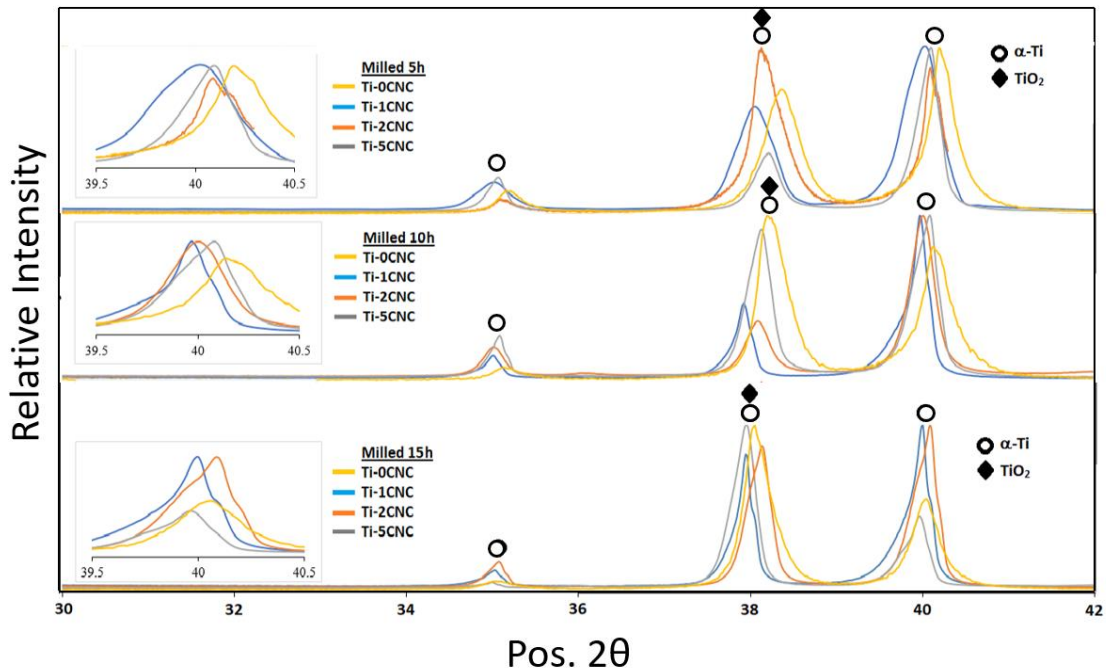 Relative Intensity
Milled 5h
Ti-0CNC
Ti-1CNC
Ti-2CNC
Ti-5CNC
39.5 40 40.5
α-Ti
TiO₂
Milled 10h
Ti-0CNC
Ti-1CNC
Ti-2CNC
Ti-5CNC
39.5 40 40.5
Milled 15h
Ti-0CNC
Ti-1CNC
Ti-2CNC
Ti-5CNC
39.5 40 40.5
α-Ti
TiO₂
30 32 34 36 38 40 42
Pos. 2θ